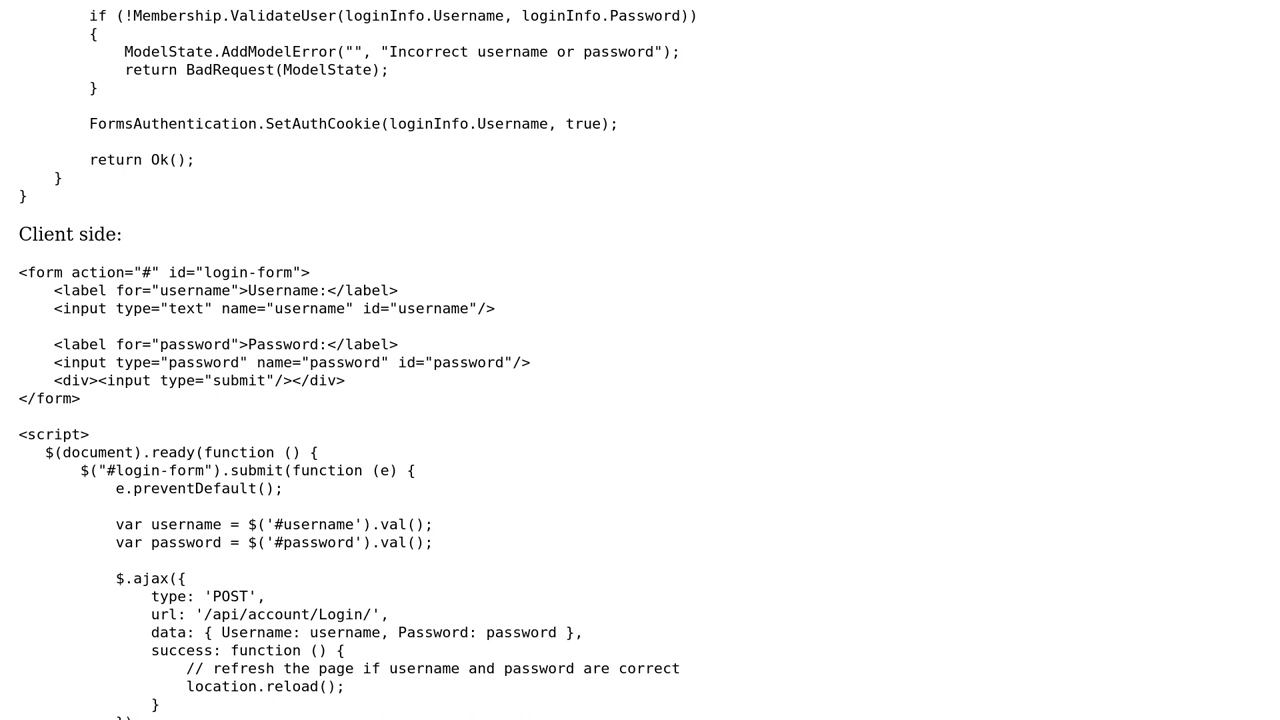 if (!Membership.ValidateUser(loginInfo.Username, loginInfo.Password))
{
ModelState.AddModelError("", "Incorrect username or password");
return BadRequest(ModelState);
}
FormsAuthentication.SetAuthCookie(loginInfo.Username, true);
return Ok();
}
}
Client side:
<form action="#" id="login-form">
<label for="username">Username:</label>
<input type="text" name="username" id="username"/>
<label for="password">Password:</label>
<input type="password" name="password" id="password"/>
<div><input type="submit"/></div>
</form>
<script>
$(document).ready(function () {
$("#login-form").submit(function (e) {
e.preventDefault();
var username = $('#username').val();
var password = $('#password').val();
$.ajax({
type: 'POST',
url: '/api/account/Login/',
data: { Username: username, Password: password },
success: function () {
// refresh the page if username and password are correct
location.reload();
}